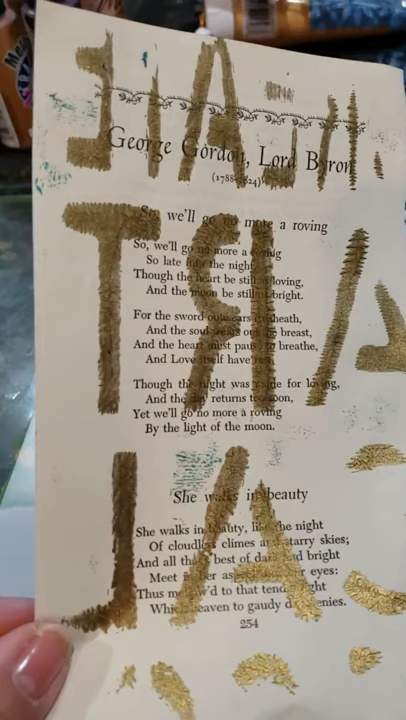 George Gordon, Lord Byron
(1788-1824)
So, we'll go no more a roving
So, we'll go no more a roving
So late into the night,
Though the heart be still as loving,
And the moon be still as bright.
For the sword outwears its sheath,
And the soul wears out the breast,
And the heart must pause to breathe,
And Love itself have rest.
Though the night was made for loving,
And the day returns too soon,
Yet we'll go no more a roving
By the light of the moon.
She walks in beauty
She walks in beauty, like the night
Of cloudless climes and starry skies;
And all that's best of dark and bright
Meet in her aspect and her eyes:
Thus mellow'd to that tender light
Which heaven to gaudy day denies.
254